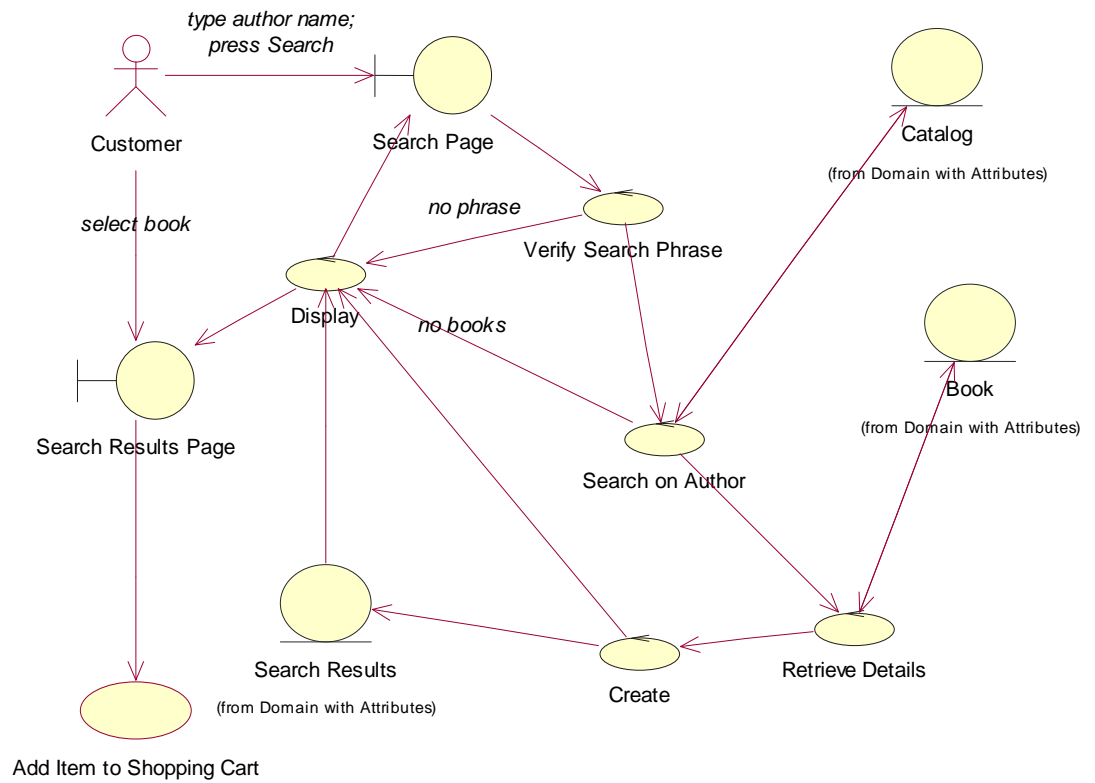 type author name;
press Search
Customer
Search Page
Catalog
(from Domain with Attributes)
select book
no phrase
Verify Search Phrase
Display
no books
Book
(from Domain with Attributes)
Search Results Page
Search on Author
Search Results
(from Domain with Attributes)
Create
Retrieve Details
Add Item to Shopping Cart